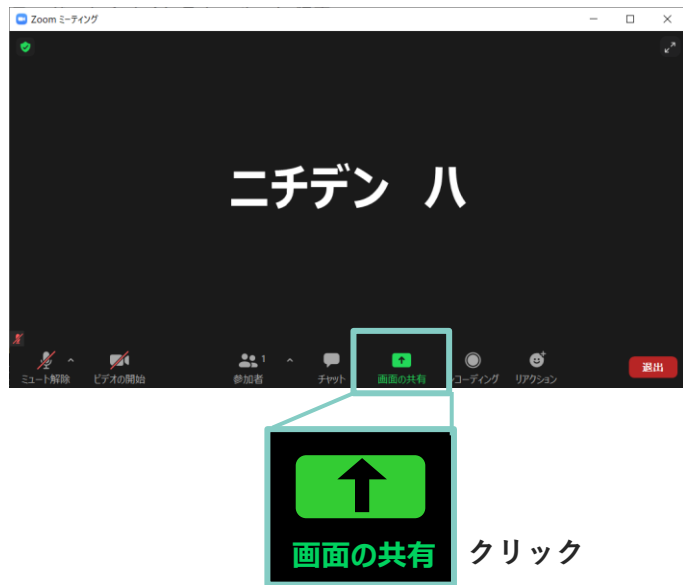 Zoom ミーティング
ニチデン 八
1
ミュート解除 ビデオの開始 参加者 チャット 画面の共有 レコーディング リアクション 退出
画面の共有
クリック